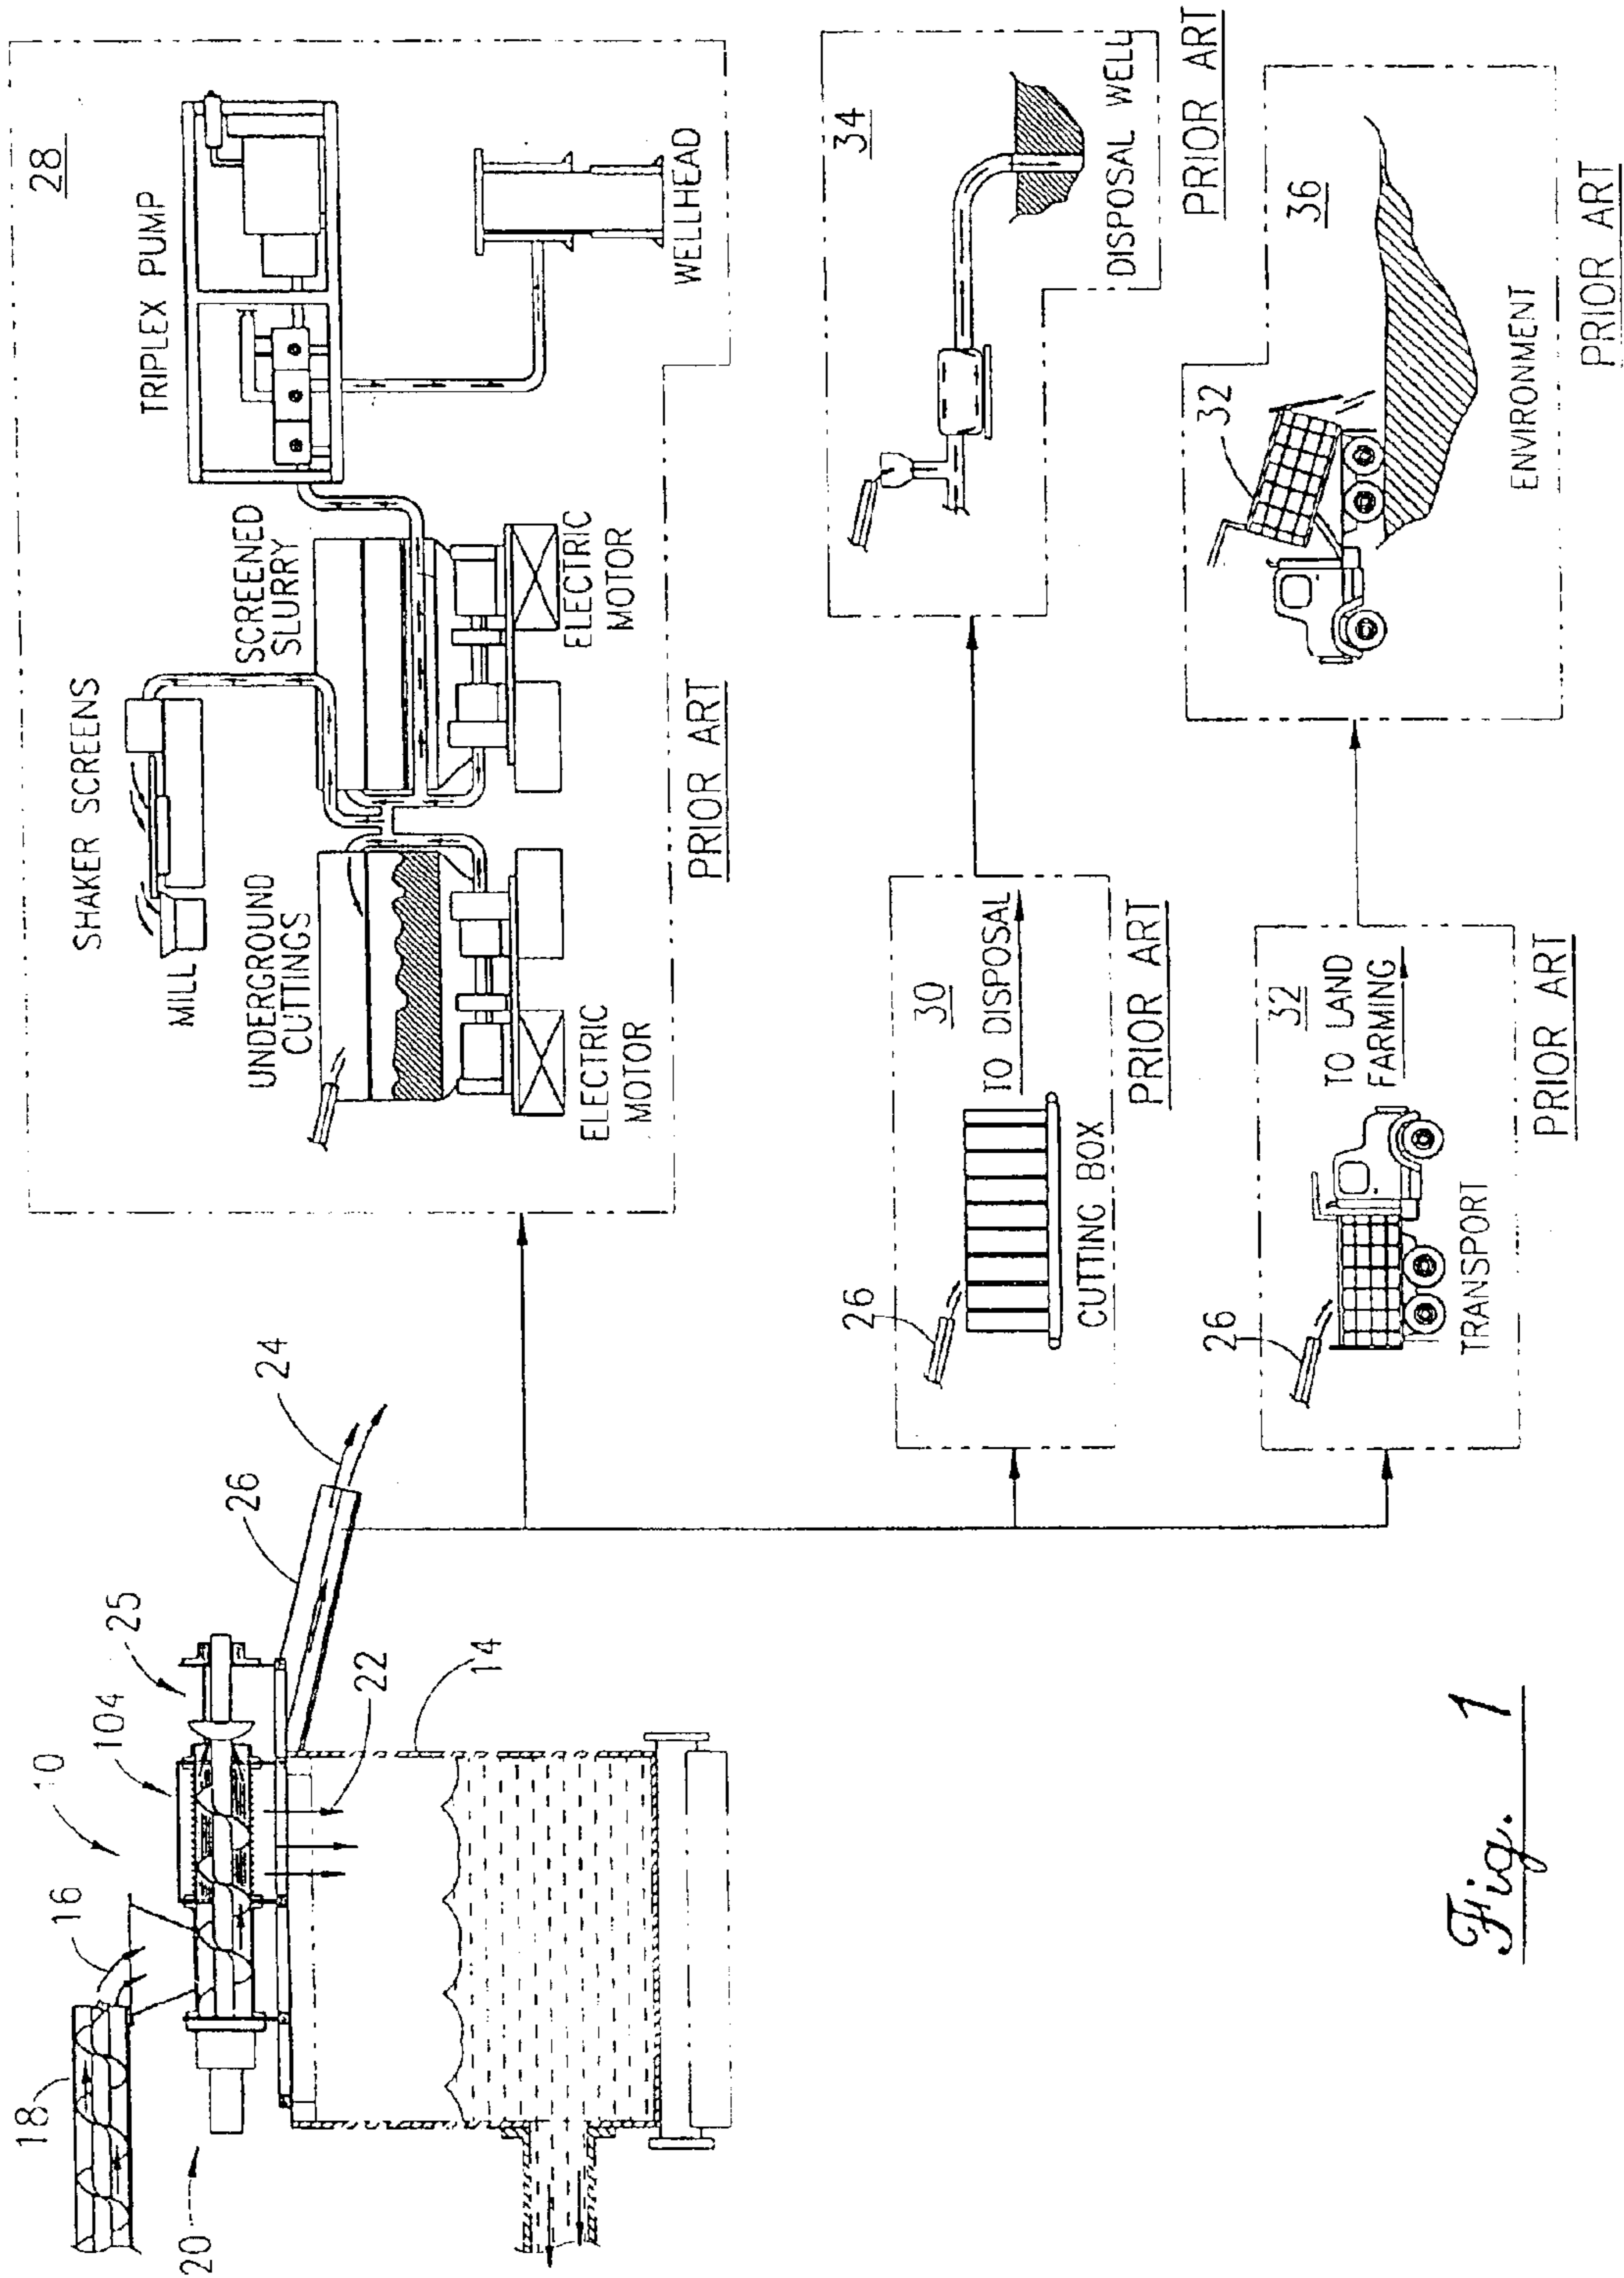 18
16
10
104
25
20
26
24
22
14
28
SHAKER SCREENS
MILL
UNDERGROUND
CUTTINGS
SCREENED
SLURRY
TRIPLEX PUMP
ELECTRIC
MOTOR
ELECTRIC
MOTOR
WELLHEAD
PRIOR ART
26
30
TO DISPOSAL
CUTTING BOX
PRIOR ART
34
DISPOSAL WELL
PRIOR ART
26
32
TO LAND
FARMING
TRANSPORT
PRIOR ART
32
36
ENVIRONMENT
PRIOR ART
Fig. 1